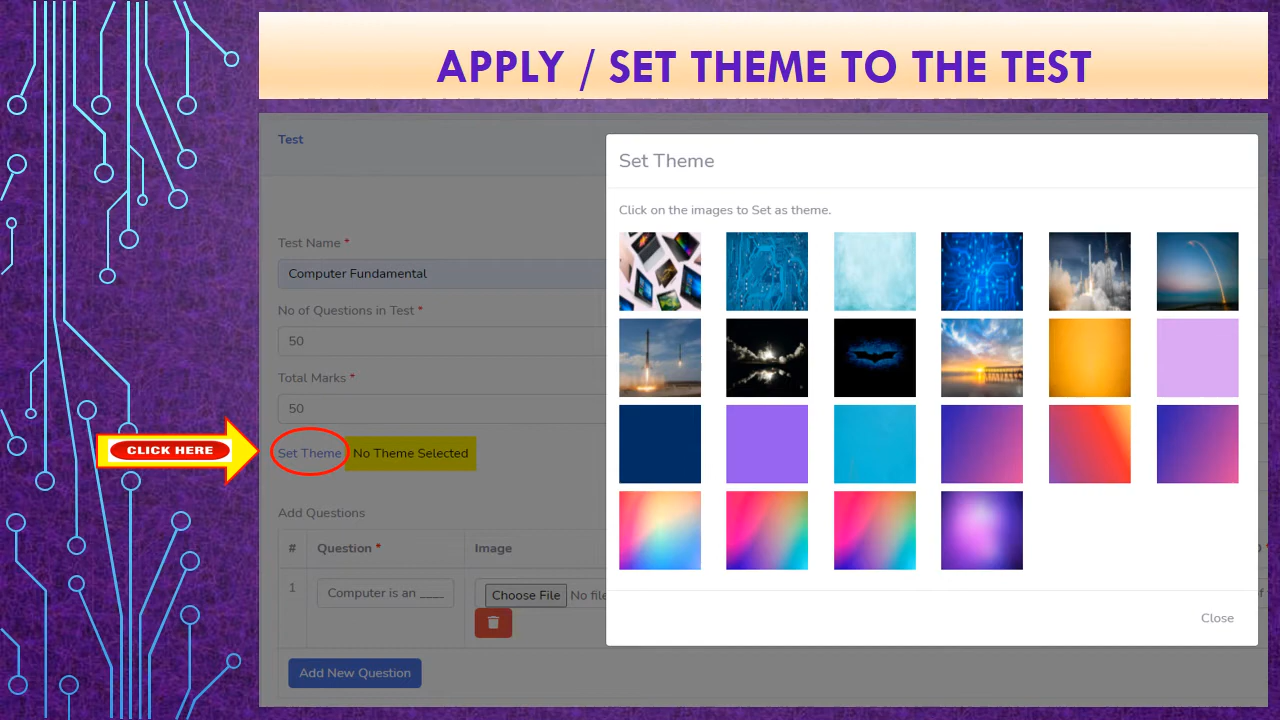 APPLY / SET THEME TO THE TEST
Test
Set Theme
Click on the images to Set as theme.
Test Name *
Computer Fundamental
No of Questions in Test *
50
Total Marks *
50
CLICK HERE
Set Theme
No Theme Selected
Add Questions
# Question * Image
1 Computer is an ____ Choose File No file
Close
Add New Question